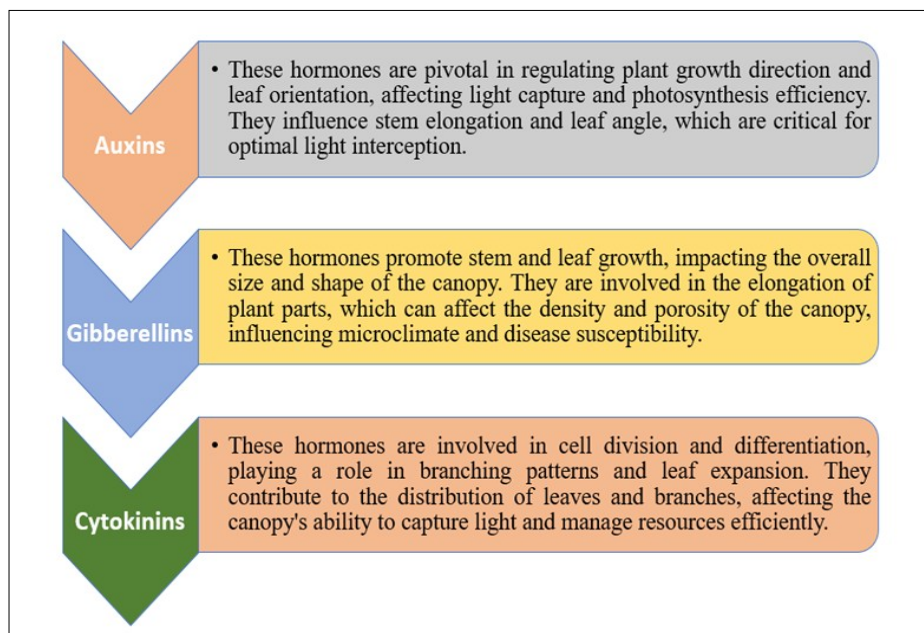 Auxins
• These hormones are pivotal in regulating plant growth direction and
leaf orientation, affecting light capture and photosynthesis efficiency.
They influence stem elongation and leaf angle, which are critical for
optimal light interception.
Gibberellins
• These hormones promote stem and leaf growth, impacting the overall
size and shape of the canopy. They are involved in the elongation of
plant parts, which can affect the density and porosity of the canopy,
influencing microclimate and disease susceptibility.
Cytokinins
• These hormones are involved in cell division and differentiation,
playing a role in branching patterns and leaf expansion. They
contribute to the distribution of leaves and branches, affecting the
canopy's ability to capture light and manage resources efficiently.